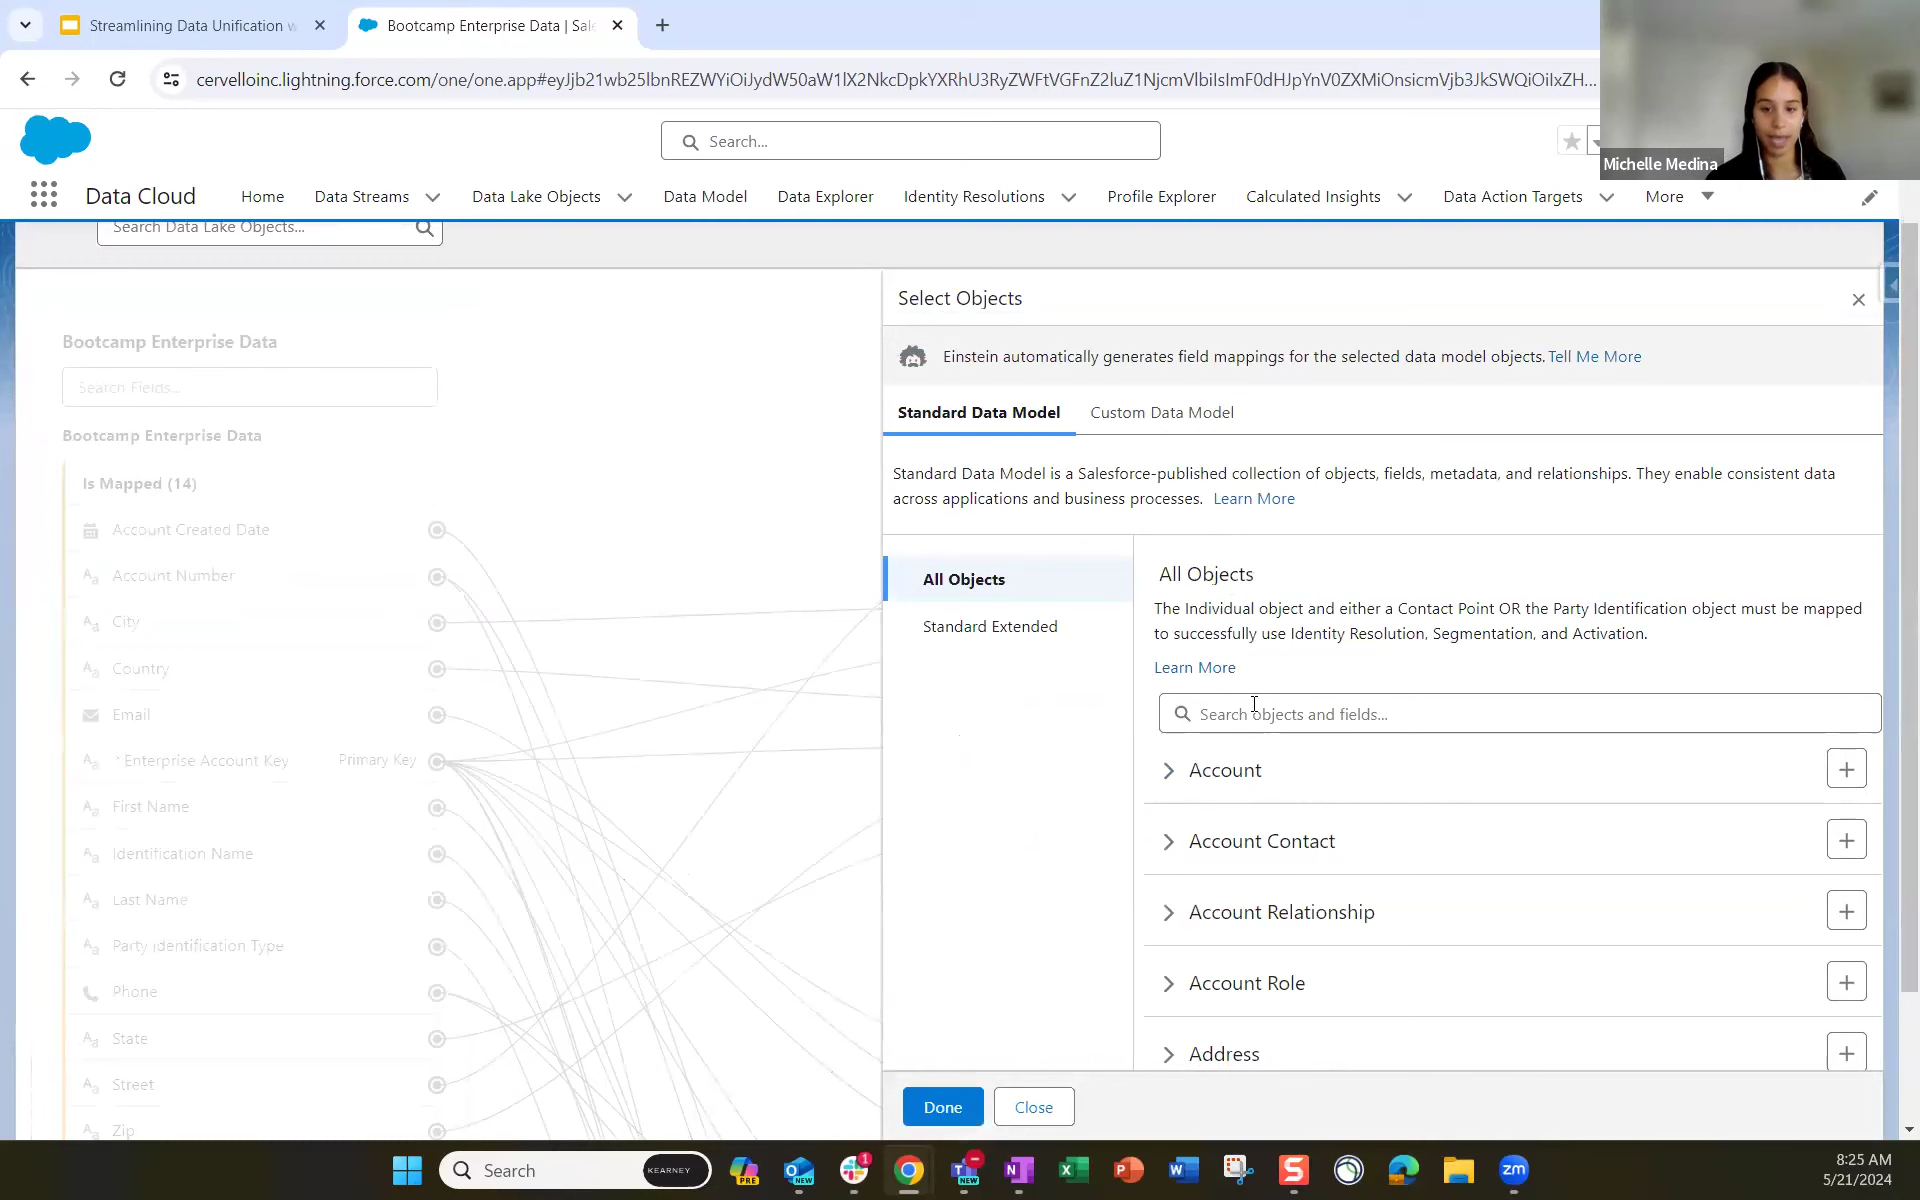 Streamlining Data Unification w
Bootcamp Enterprise Data | Sale
cervelloinc.lightning.force.com/one/one.app#eyJjb21wb25lbnREZWYiOiJydW50aW1lX2NkcDpkYXRhU3RyZWFtVGFnZ2luZ1NjcmVlbiIsImF0dHJpYnV0ZXMiOnsicmVjb3JkSWQiOiIxZH...
Search...
Michelle Medina
Data Cloud
Home
Data Streams
Data Lake Objects
Data Model
Data Explorer
Identity Resolutions
Profile Explorer
Calculated Insights
Data Action Targets
More
Search Data Lake Objects...
Bootcamp Enterprise Data
Search Fields...
Bootcamp Enterprise Data
Is Mapped (14)
Account Created Date
Account Number
City
Country
Email
* Enterprise Account Key Primary Key
First Name
Identification Name
Last Name
Party Identification Type
Phone
State
Street
Zip
Select Objects
Einstein automatically generates field mappings for the selected data model objects. Tell Me More
Standard Data Model
Custom Data Model
Standard Data Model is a Salesforce-published collection of objects, fields, metadata, and relationships. They enable consistent data
across applications and business processes. Learn More
All Objects
Standard Extended
All Objects
The Individual object and either a Contact Point OR the Party Identification object must be mapped
to successfully use Identity Resolution, Segmentation, and Activation.
Learn More
Search objects and fields...
Account
Account Contact
Account Relationship
Account Role
Address
Done
Close
Search
KEARNEY
PRE
NEW
1
NEW
zm
8:25 AM
5/21/2024